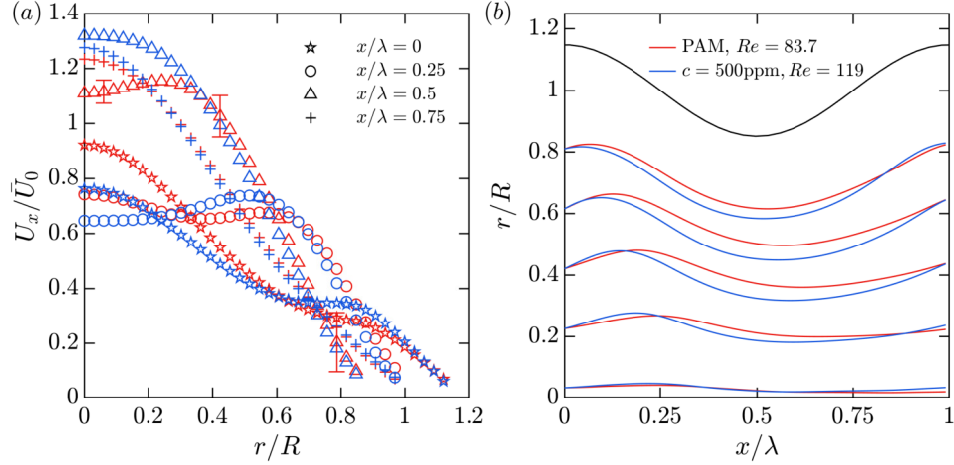 (a)
1.4
1.2
1
0.8
0.6
0.4
0.2
0
U_x/Ū_0
x/λ = 0
x/λ = 0.25
x/λ = 0.5
x/λ = 0.75
0 0.2 0.4 0.6 0.8 1 1.2
r/R
(b)
1.2
1
0.8
0.6
0.4
0.2
0
r/R
PAM, Re = 83.7
c = 500ppm, Re = 119
0 0.25 0.5 0.75 1
x/λ